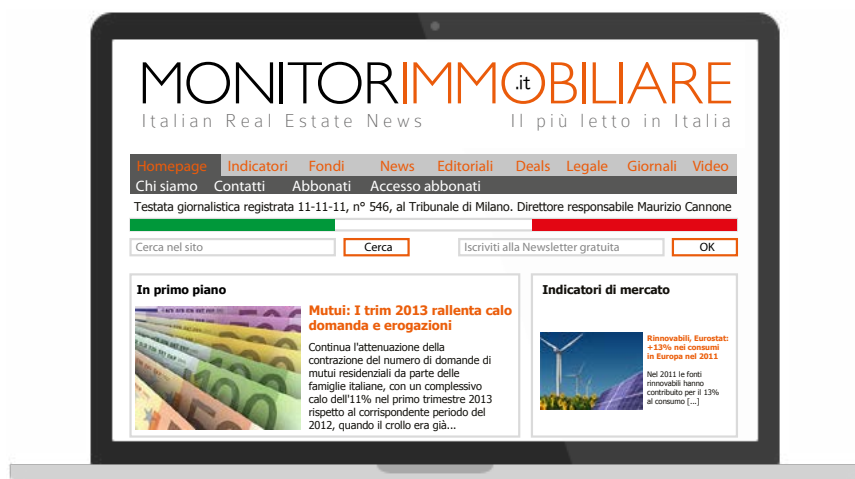 MONITORIMMOBILIARE
.it
Italian Real Estate News Il più letto in Italia
Homepage Indicatori Fondi News Editoriali Deals Legale Giornali Video
Chi siamo Contatti Abbonati Accesso abbonati
Testata giornalistica registrata 11-11-11, n° 546, al Tribunale di Milano. Direttore responsabile Maurizio Cannone
Cerca nel sito Cerca Iscriviti alla Newsletter gratuita OK
In primo piano
Mutui: I trim 2013 rallenta calo
domanda e erogazioni
Continua l'attenuazione della
contrazione del numero di domande di
mutui residenziali da parte delle
famiglie italiane, con un complessivo
calo dell'11% nel primo trimestre 2013
rispetto al corrispondente periodo del
2012, quando il crollo era già...
Indicatori di mercato
Rinnovabili, Eurostat:
+13% nei consumi
in Europa nel 2011
Nel 2011 le fonti
rinnovabili hanno
contribuito per il 13%
al consumo [...]